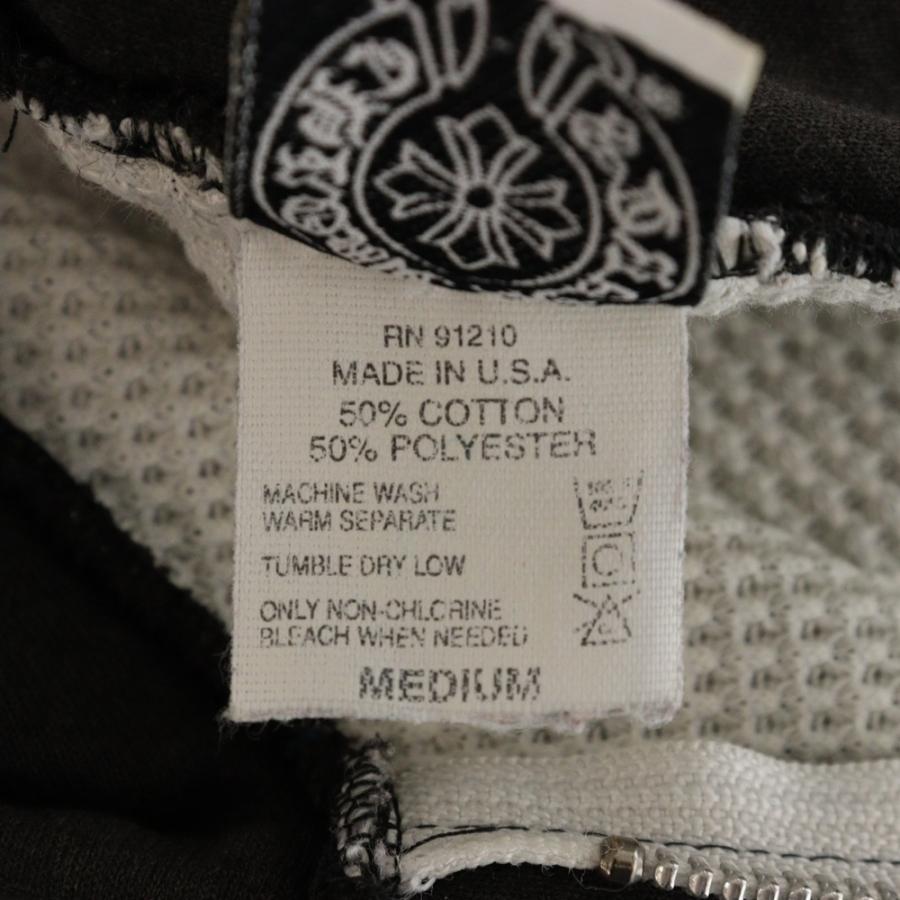 RN 91210
MADE IN U.S.A.
50% COTTON
50% POLYESTER
MACHINE WASH
WARM SEPARATE
TUMBLE DRY LOW
ONLY NON-CHLORINE
BLEACH WHEN NEEDED
MEDIUM